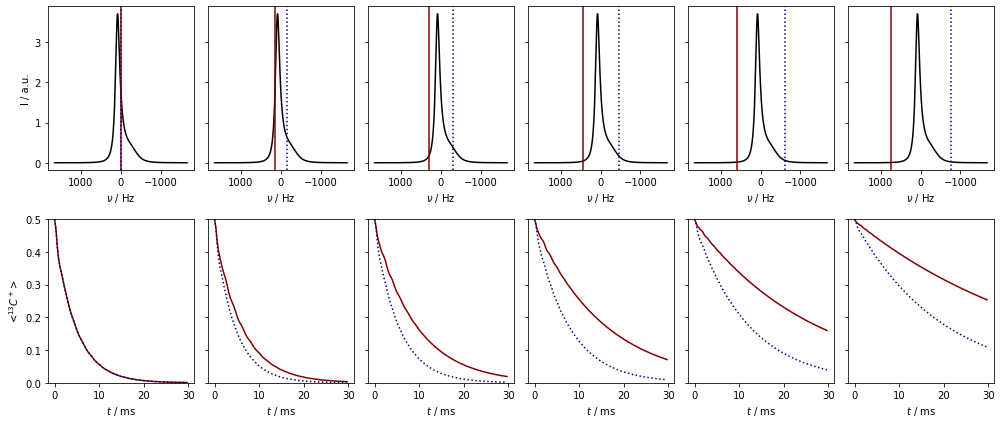 3
2
1
0
I / a.u.
1000 0 −1000 1000 0 −1000 1000 0 −1000 1000 0 −1000 1000 0 −1000 1000 0 −1000
ν / Hz ν / Hz ν / Hz ν / Hz ν / Hz ν / Hz
0.5
0.4
0.3
0.2
0.1
0.0
<¹³C⁺>
0 10 20 30 0 10 20 30 0 10 20 30 0 10 20 30 0 10 20 30 0 10 20 30
t / ms t / ms t / ms t / ms t / ms t / ms